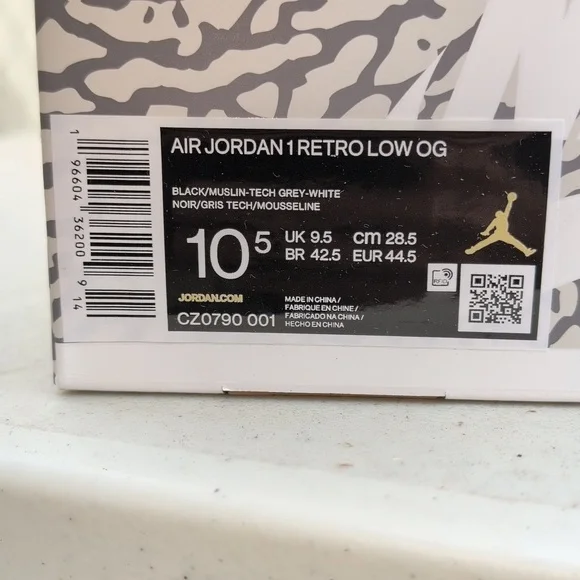 AIR JORDAN 1 RETRO LOW OG
BLACK/MUSLIN-TECH GREY-WHITE
NOIR/GRIS TECH/MOUSSELINE
10⁵
UK 9.5 cm 28.5
BR 42.5 EUR 44.5
JORDAN.COM
CZ0790 001
MADE IN CHINA /
FABRIQUE EN CHINE /
FABRICADO NA CHINA /
HECHO EN CHINA
1 96604 36200 9 14